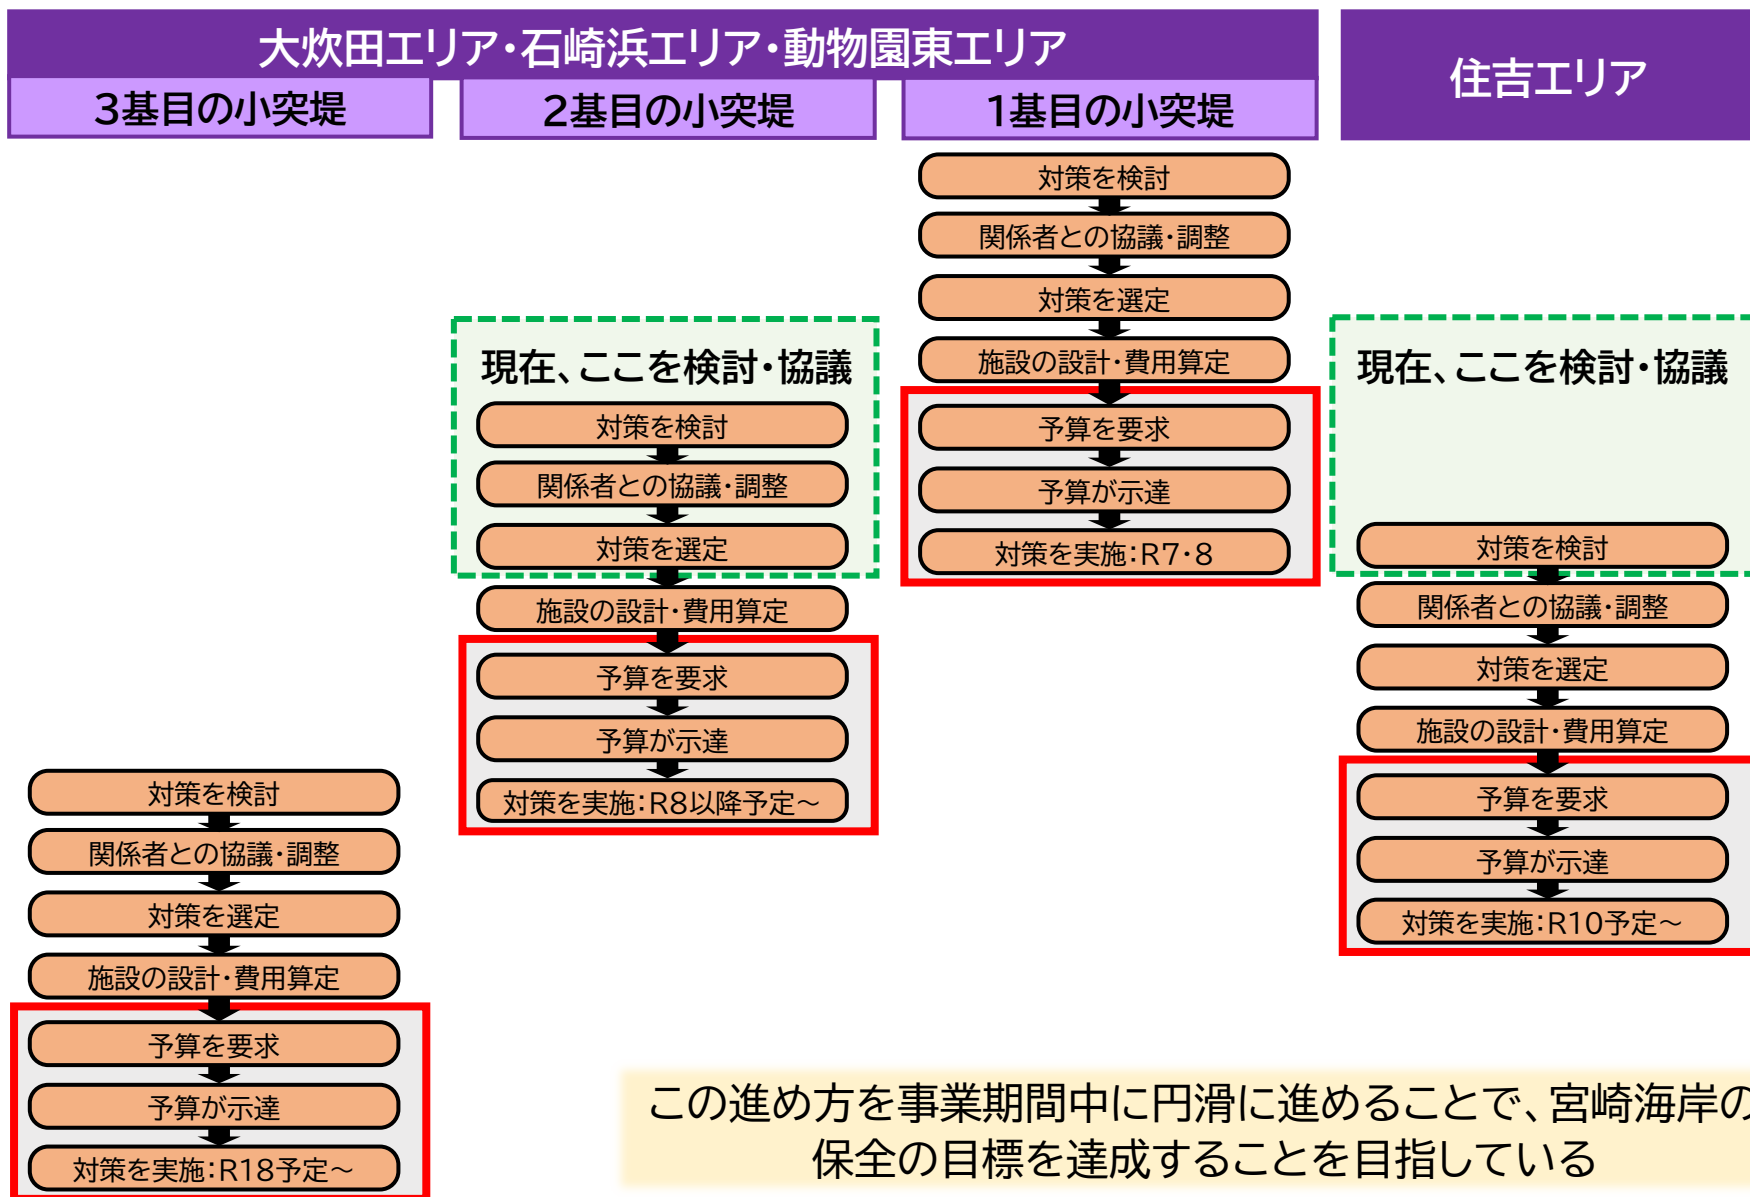 大炊田エリア・石崎浜エリア・動物園東エリア
住吉エリア
3基目の小突堤
2基目の小突堤
1基目の小突堤
対策を検討
関係者との協議・調整
対策を選定
施設の設計・費用算定
予算を要求
予算が示達
対策を実施:R18予定～
現在、ここを検討・協議
対策を検討
関係者との協議・調整
対策を選定
施設の設計・費用算定
予算を要求
予算が示達
対策を実施:R8以降予定～
対策を検討
関係者との協議・調整
対策を選定
施設の設計・費用算定
予算を要求
予算が示達
対策を実施:R7・8
現在、ここを検討・協議
対策を検討
関係者との協議・調整
対策を選定
施設の設計・費用算定
予算を要求
予算が示達
対策を実施:R10予定～
この進め方を事業期間中に円滑に進めることで、宮崎海岸の
保全の目標を達成することを目指している